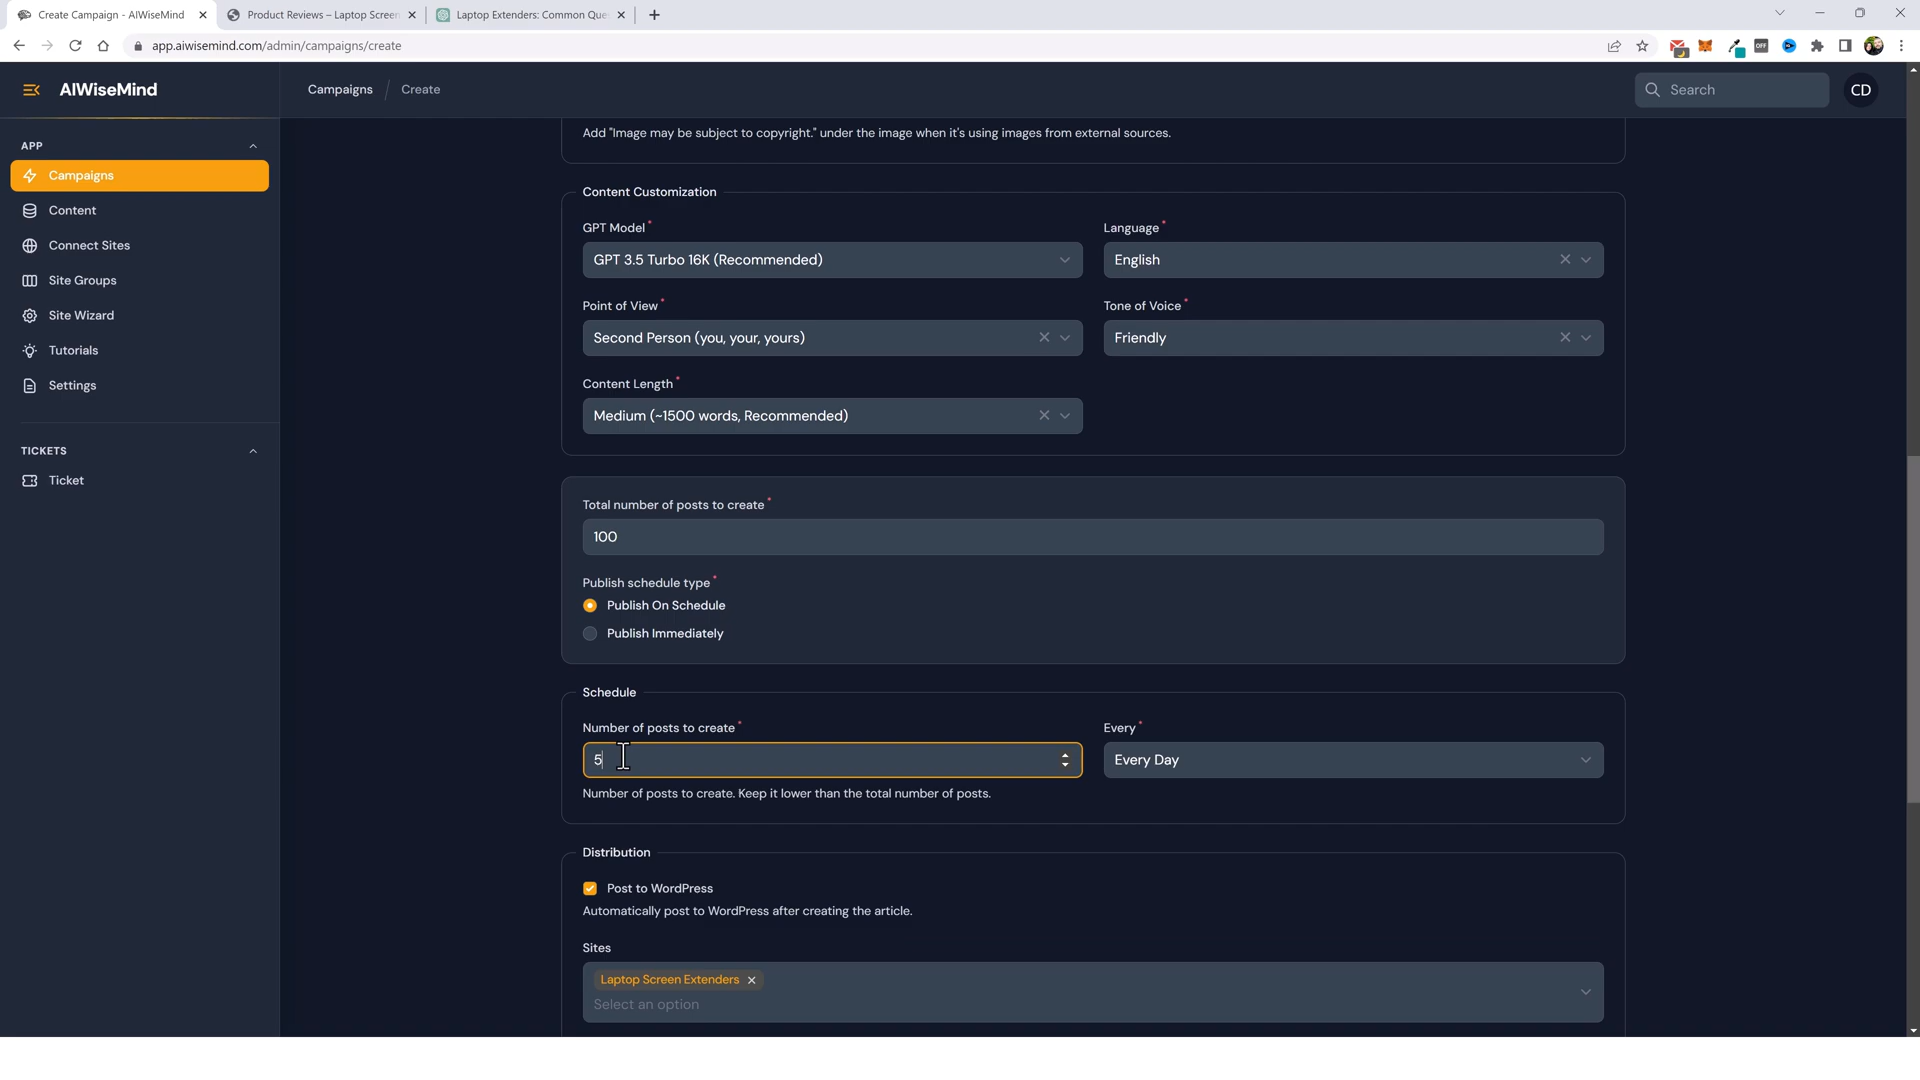 Create Campaign - AIWiseMind
Product Reviews – Laptop Screen
Laptop Extenders: Common Que
app.aiwisemind.com/admin/campaigns/create
OFF
AIWiseMind
Campaigns / Create
Search
CD
APP
Campaigns
Content
Connect Sites
Site Groups
Site Wizard
Tutorials
Settings
TICKETS
Ticket
Add "Image may be subject to copyright." under the image when it's using images from external sources.
Content Customization
GPT Model*
Language*
GPT 3.5 Turbo 16K (Recommended)
English
Point of View*
Tone of Voice*
Second Person (you, your, yours)
Friendly
Content Length*
Medium (~1500 words, Recommended)
Total number of posts to create*
100
Publish schedule type*
Publish On Schedule
Publish Immediately
Schedule
Number of posts to create*
Every*
5
Every Day
Number of posts to create. Keep it lower than the total number of posts.
Distribution
Post to WordPress
Automatically post to WordPress after creating the article.
Sites
Laptop Screen Extenders
Select an option